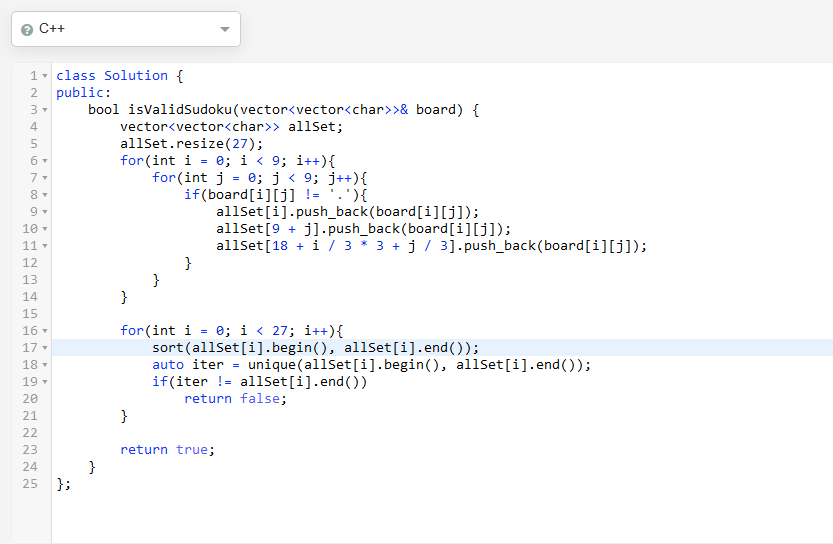 C++
1 class Solution {
2 public:
3     bool isValidSudoku(vector<vector<char>>& board) {
4         vector<vector<char>> allSet;
5         allSet.resize(27);
6         for(int i = 0; i < 9; i++){
7             for(int j = 0; j < 9; j++){
8                 if(board[i][j] != '.'){
9                     allSet[i].push_back(board[i][j]);
10                     allSet[9 + j].push_back(board[i][j]);
11                     allSet[18 + i / 3 * 3 + j / 3].push_back(board[i][j]);
12                 }
13             }
14         }
15
16         for(int i = 0; i < 27; i++){
17             sort(allSet[i].begin(), allSet[i].end());
18             auto iter = unique(allSet[i].begin(), allSet[i].end());
19             if(iter != allSet[i].end())
20                 return false;
21         }
22
23         return true;
24     }
25 };